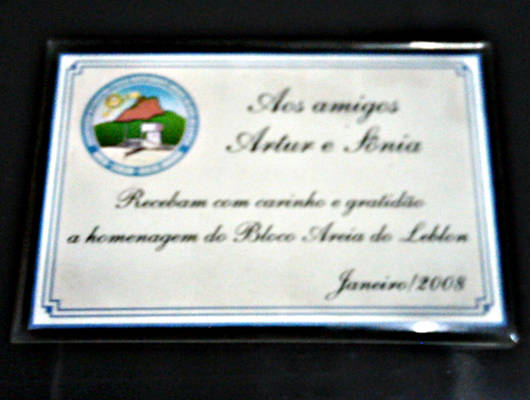 Aos amigos
Artur e Sônia
Recebam com carinho e gratidão
a homenagem do Bloco Areia do Leblon
Janeiro/2008